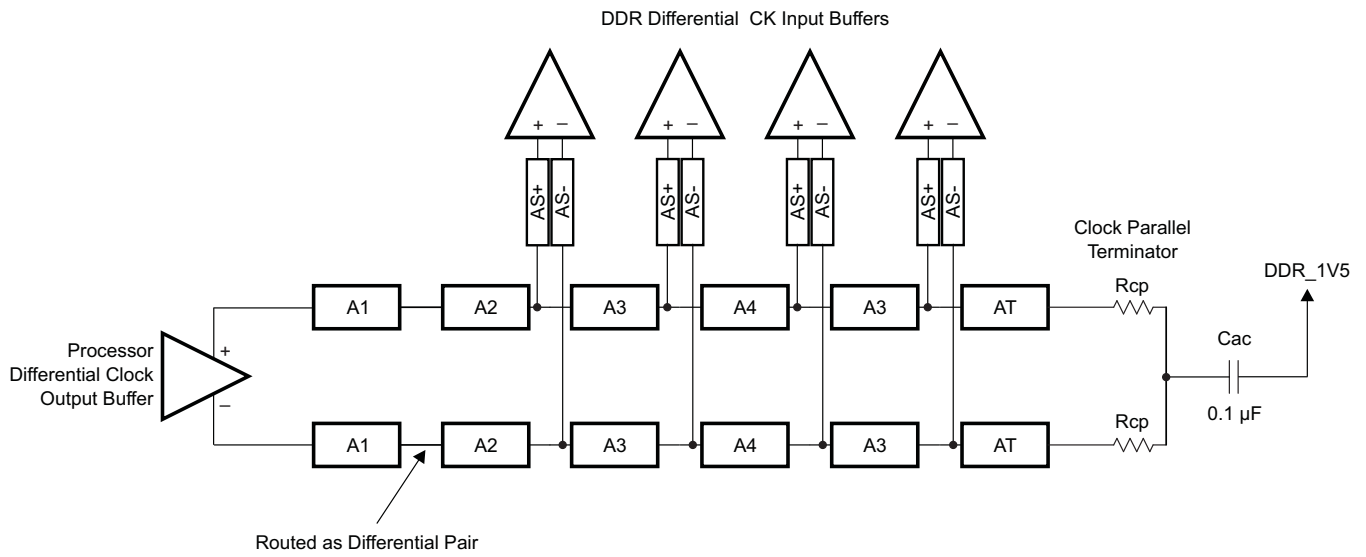 DDR Differential CK Input Buffers
+ –
+ –
+ –
+ –
AS+
AS-
AS+
AS-
AS+
AS-
AS+
AS-
Clock Parallel
Terminator
DDR_1V5
Rcp
A1
A2
A3
A4
A3
AT
Processor
Differential Clock
Output Buffer
+
–
Cac
0.1 µF
Rcp
A1
A2
A3
A4
A3
AT
Routed as Differential Pair